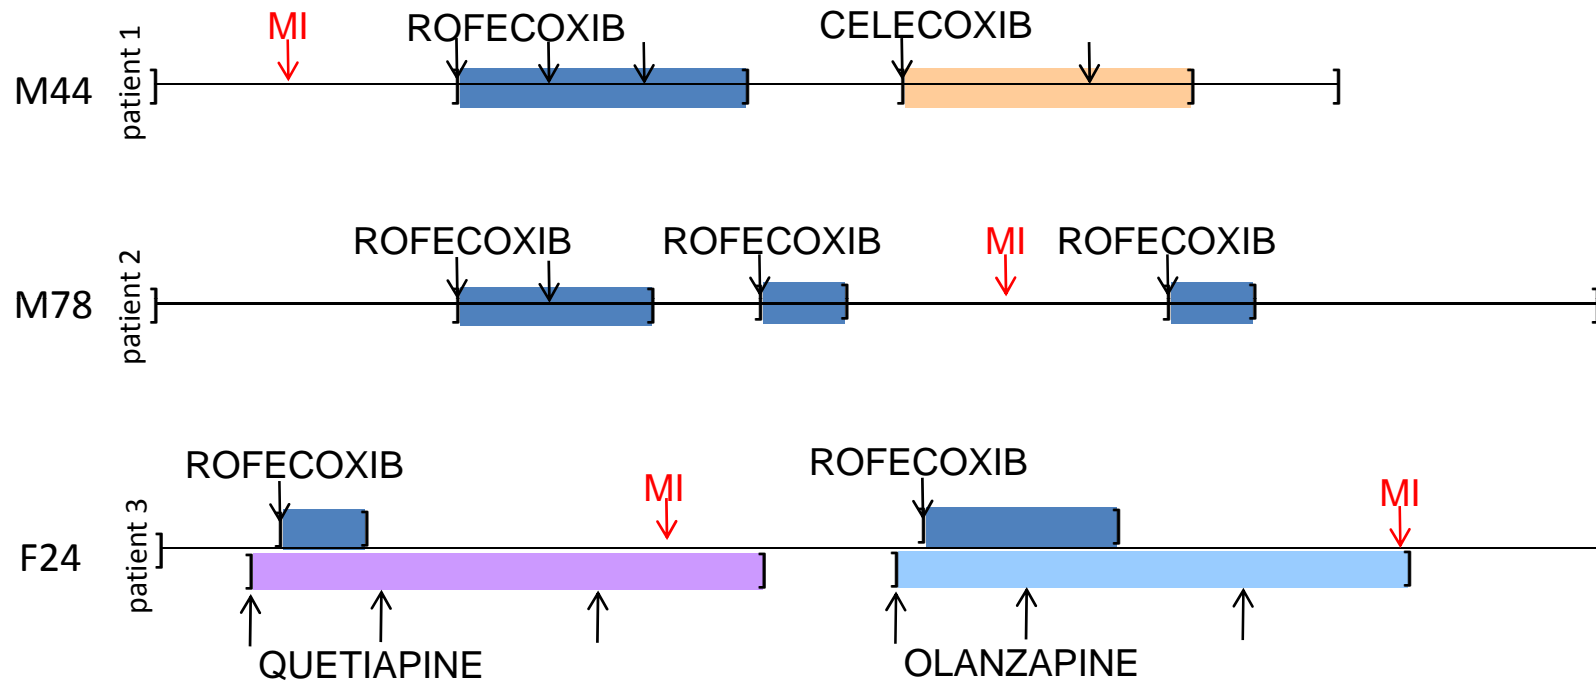 MI
ROFECOXIB
CELECOXIB
M44
patient 1
ROFECOXIB
ROFECOXIB
MI
ROFECOXIB
M78
patient 2
ROFECOXIB
MI
ROFECOXIB
MI
F24
patient 3
QUETIAPINE
OLANZAPINE